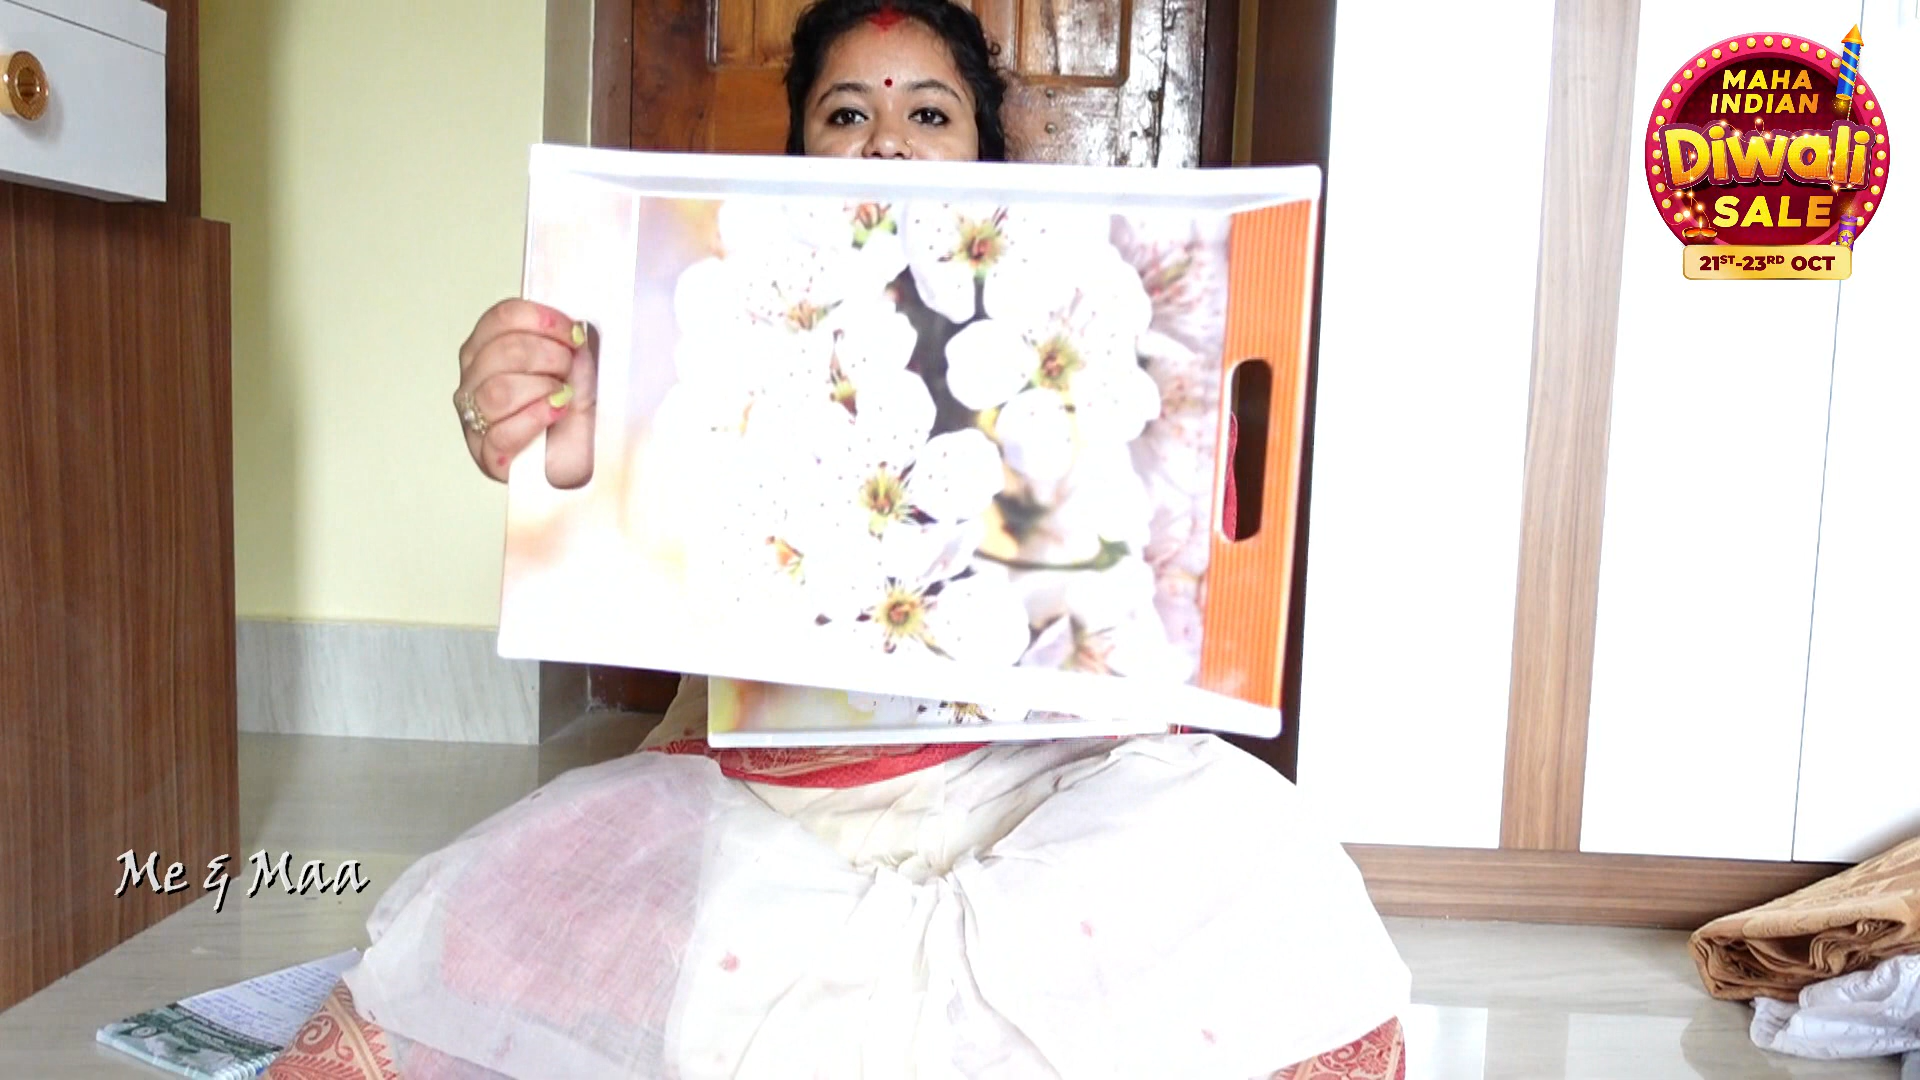 MAHA
INDIAN
Diwali
SALE
21ST-23RD OCT
Me & Maa